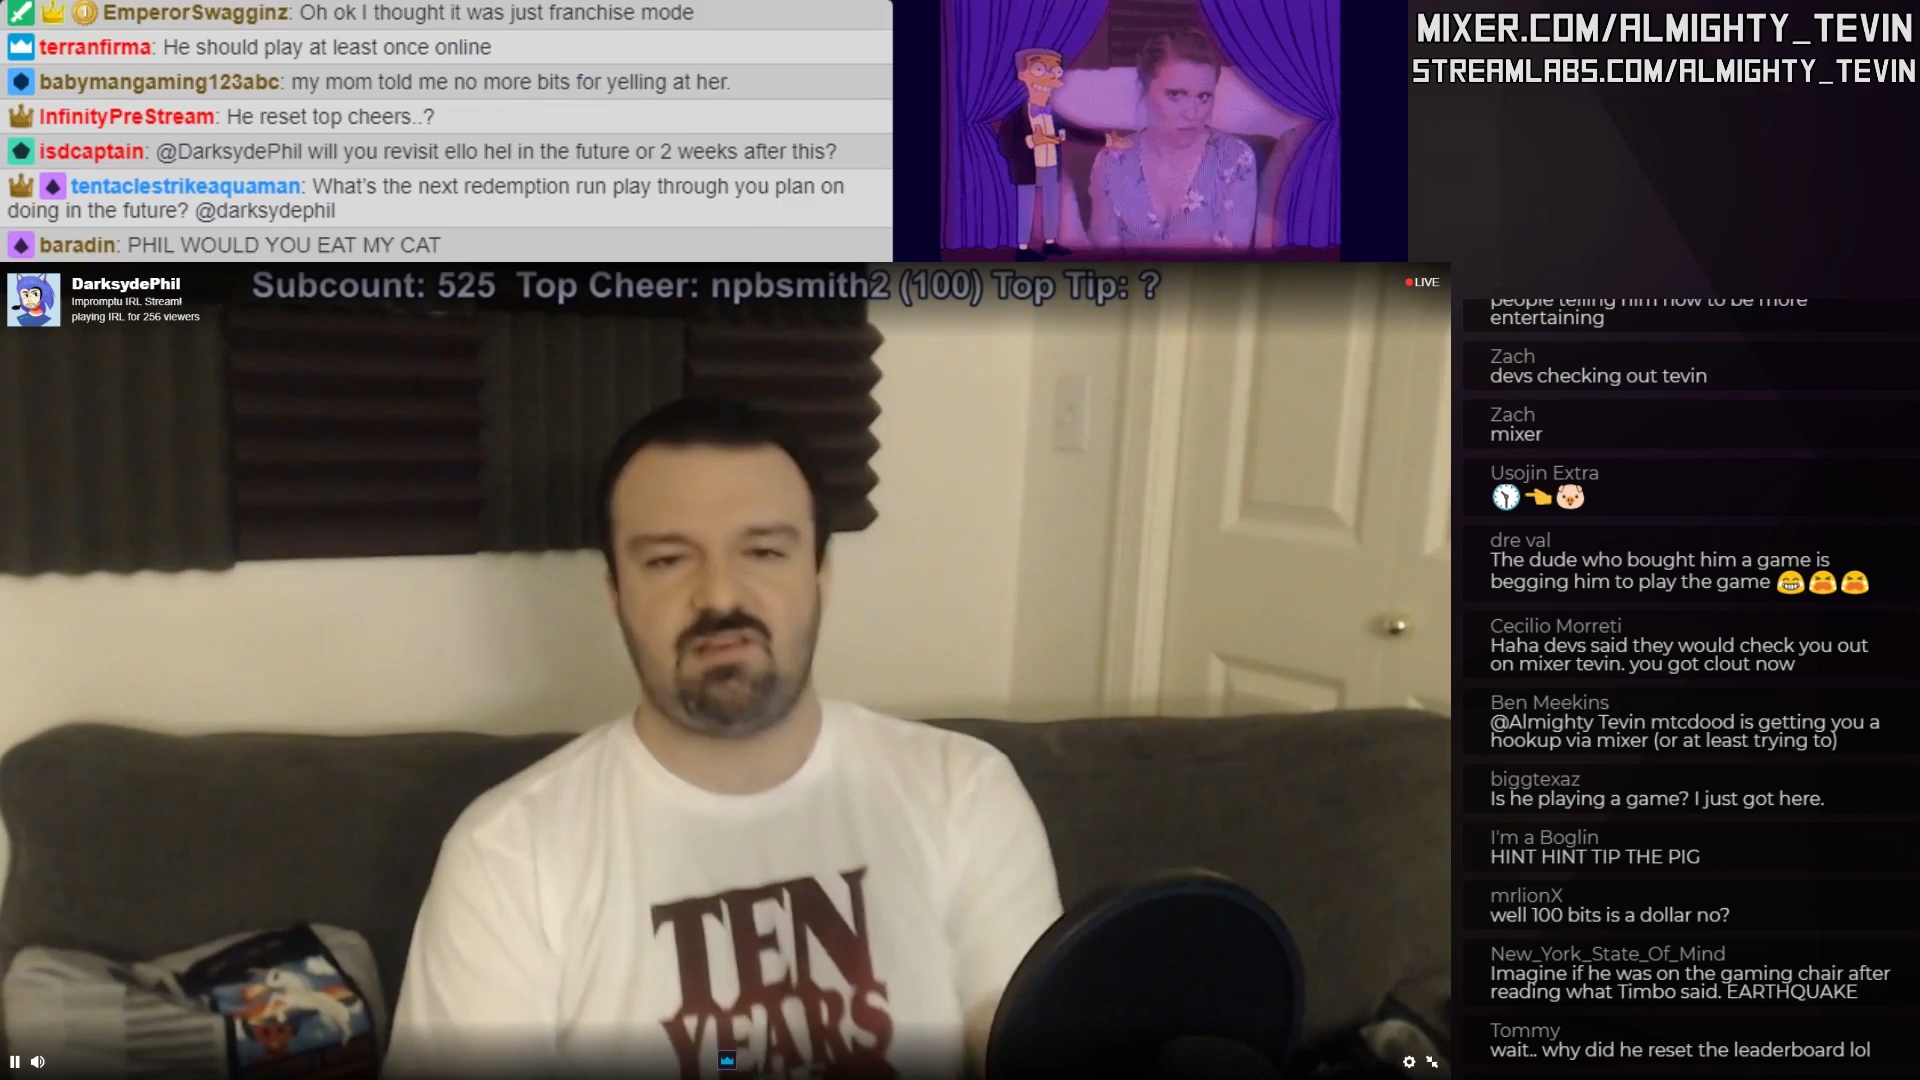 EmperorSwagginz: Oh ok I thought it was just franchise mode
terranfirma: He should play at least once online
babymangaming123abc: my mom told me no more bits for yelling at her.
InfinityPreStream: He reset top cheers..?
isdcaptain: @DarksydePhil will you revisit ello hel in the future or 2 weeks after this?
tentaclestrikeaquaman: What's the next redemption run play through you plan on
doing in the future? @darksydephil
baradin: PHIL WOULD YOU EAT MY CAT
MIXER.COM/ALMIGHTY_TEVIN
STREAMLABS.COM/ALMIGHTY_TEVIN
DarksydePhil
Impromptu IRL Stream!
playing IRL for 256 viewers
Subcount: 525 Top Cheer: npbsmith2 (100) Top Tip: ?
LIVE
TEN
YEARS
people telling him how to be more
entertaining
Zach
devs checking out tevin
Zach
mixer
Usojin Extra
🕦👈🐷
dre val
The dude who bought him a game is
begging him to play the game 😂😫😫
Cecilio Morreti
Haha devs said they would check you out
on mixer tevin. you got clout now
Ben Meekins
@Almighty Tevin mtcdood is getting you a
hookup via mixer (or at least trying to)
biggtexaz
Is he playing a game? I just got here.
I'm a Boglin
HINT HINT TIP THE PIG
mrlionX
well 100 bits is a dollar no?
New_York_State_Of_Mind
Imagine if he was on the gaming chair after
reading what Timbo said. EARTHQUAKE
Tommy
wait.. why did he reset the leaderboard lol